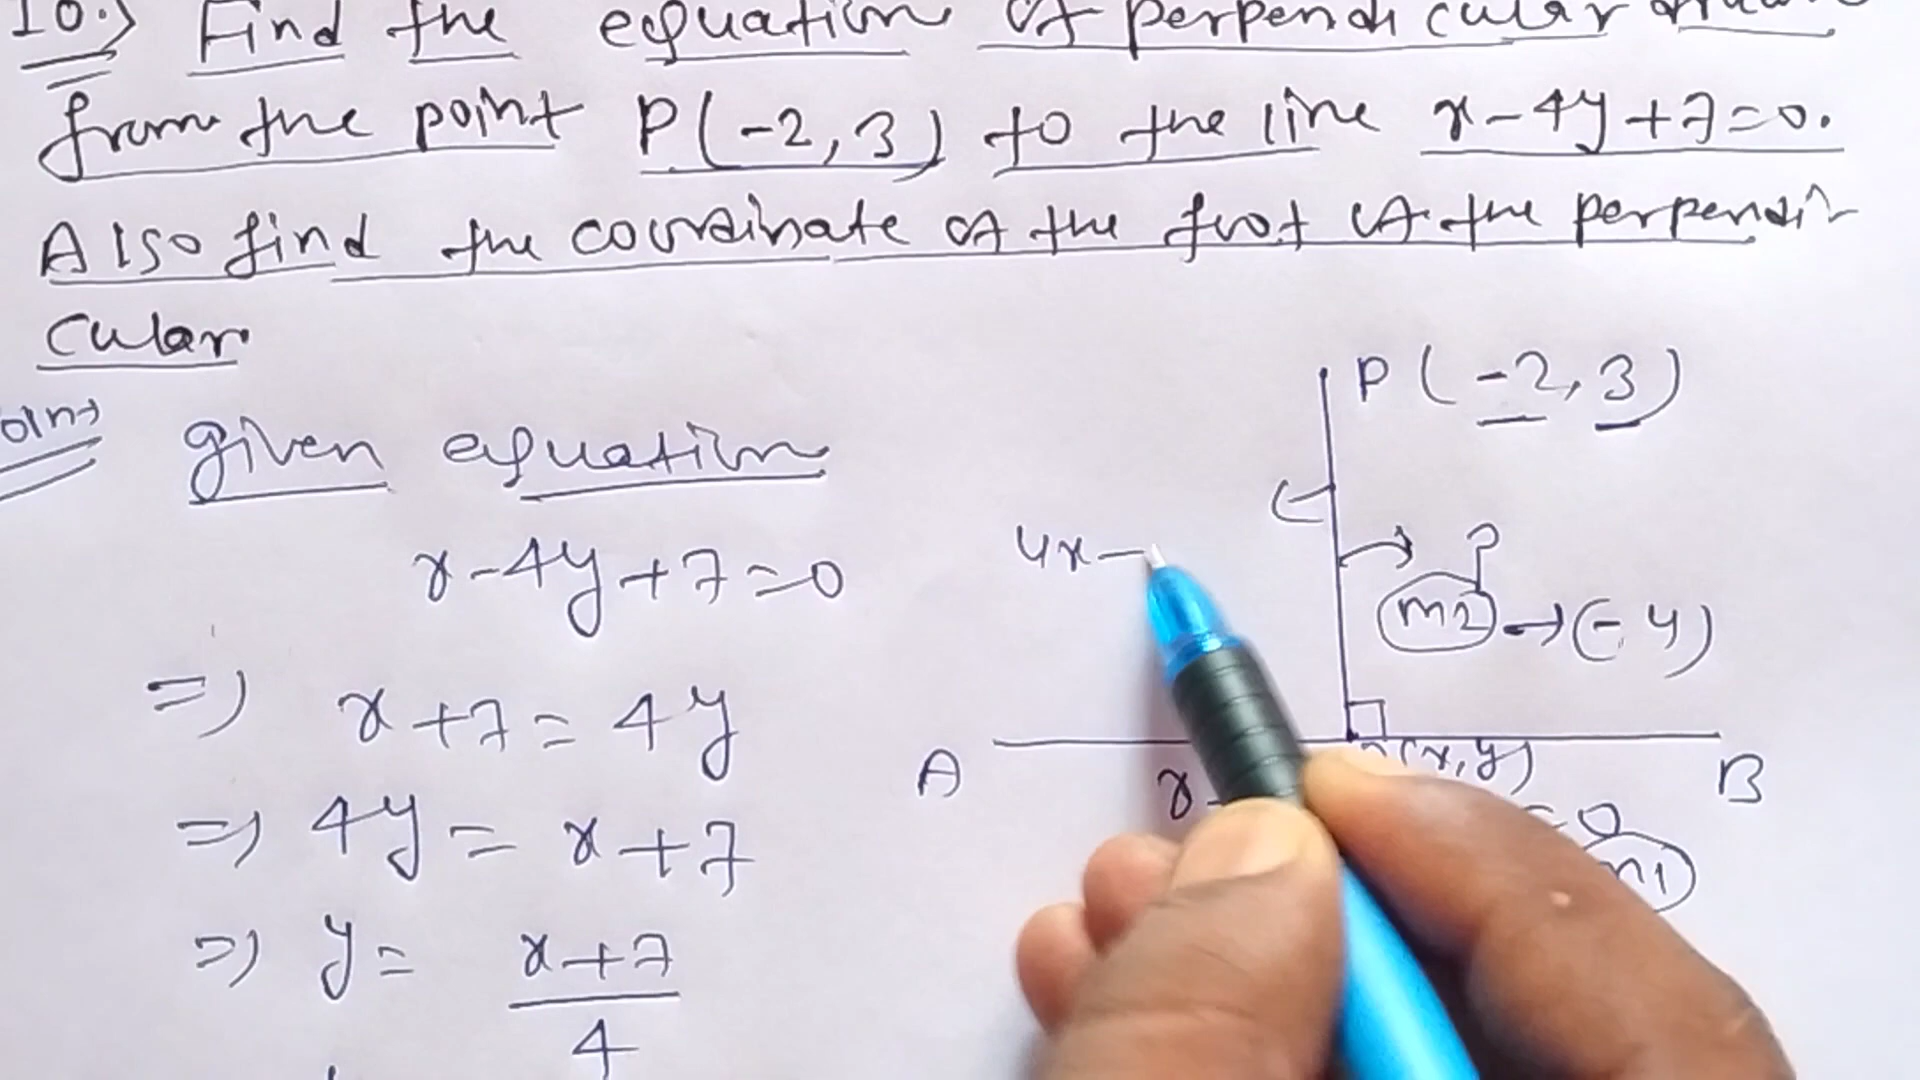 10.) Find the equation of perpendicular
from the point P(-2,3) to the line x-4y+7=0.
Also find the coordinate of the foot of the perpendi
cular.
given equation
x-4y+7=0
=) x+7=4y
=) 4y=x+7
=) y= x+7
4
P(-2,3)
4x-
?
m2 → (-4)
A
(x,y)
B
x-
=0
m1